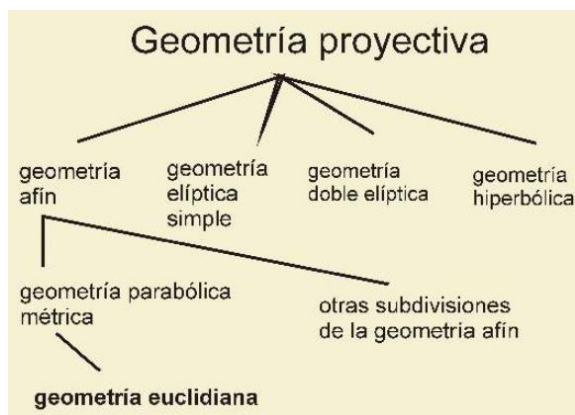 Geometría proyectiva
geometría
afín
geometría
elíptica
simple
geometría
doble elíptica
geometría
hiperbólica
geometría parabólica
métrica
otras subdivisiones
de la geometría afín
geometría euclidiana